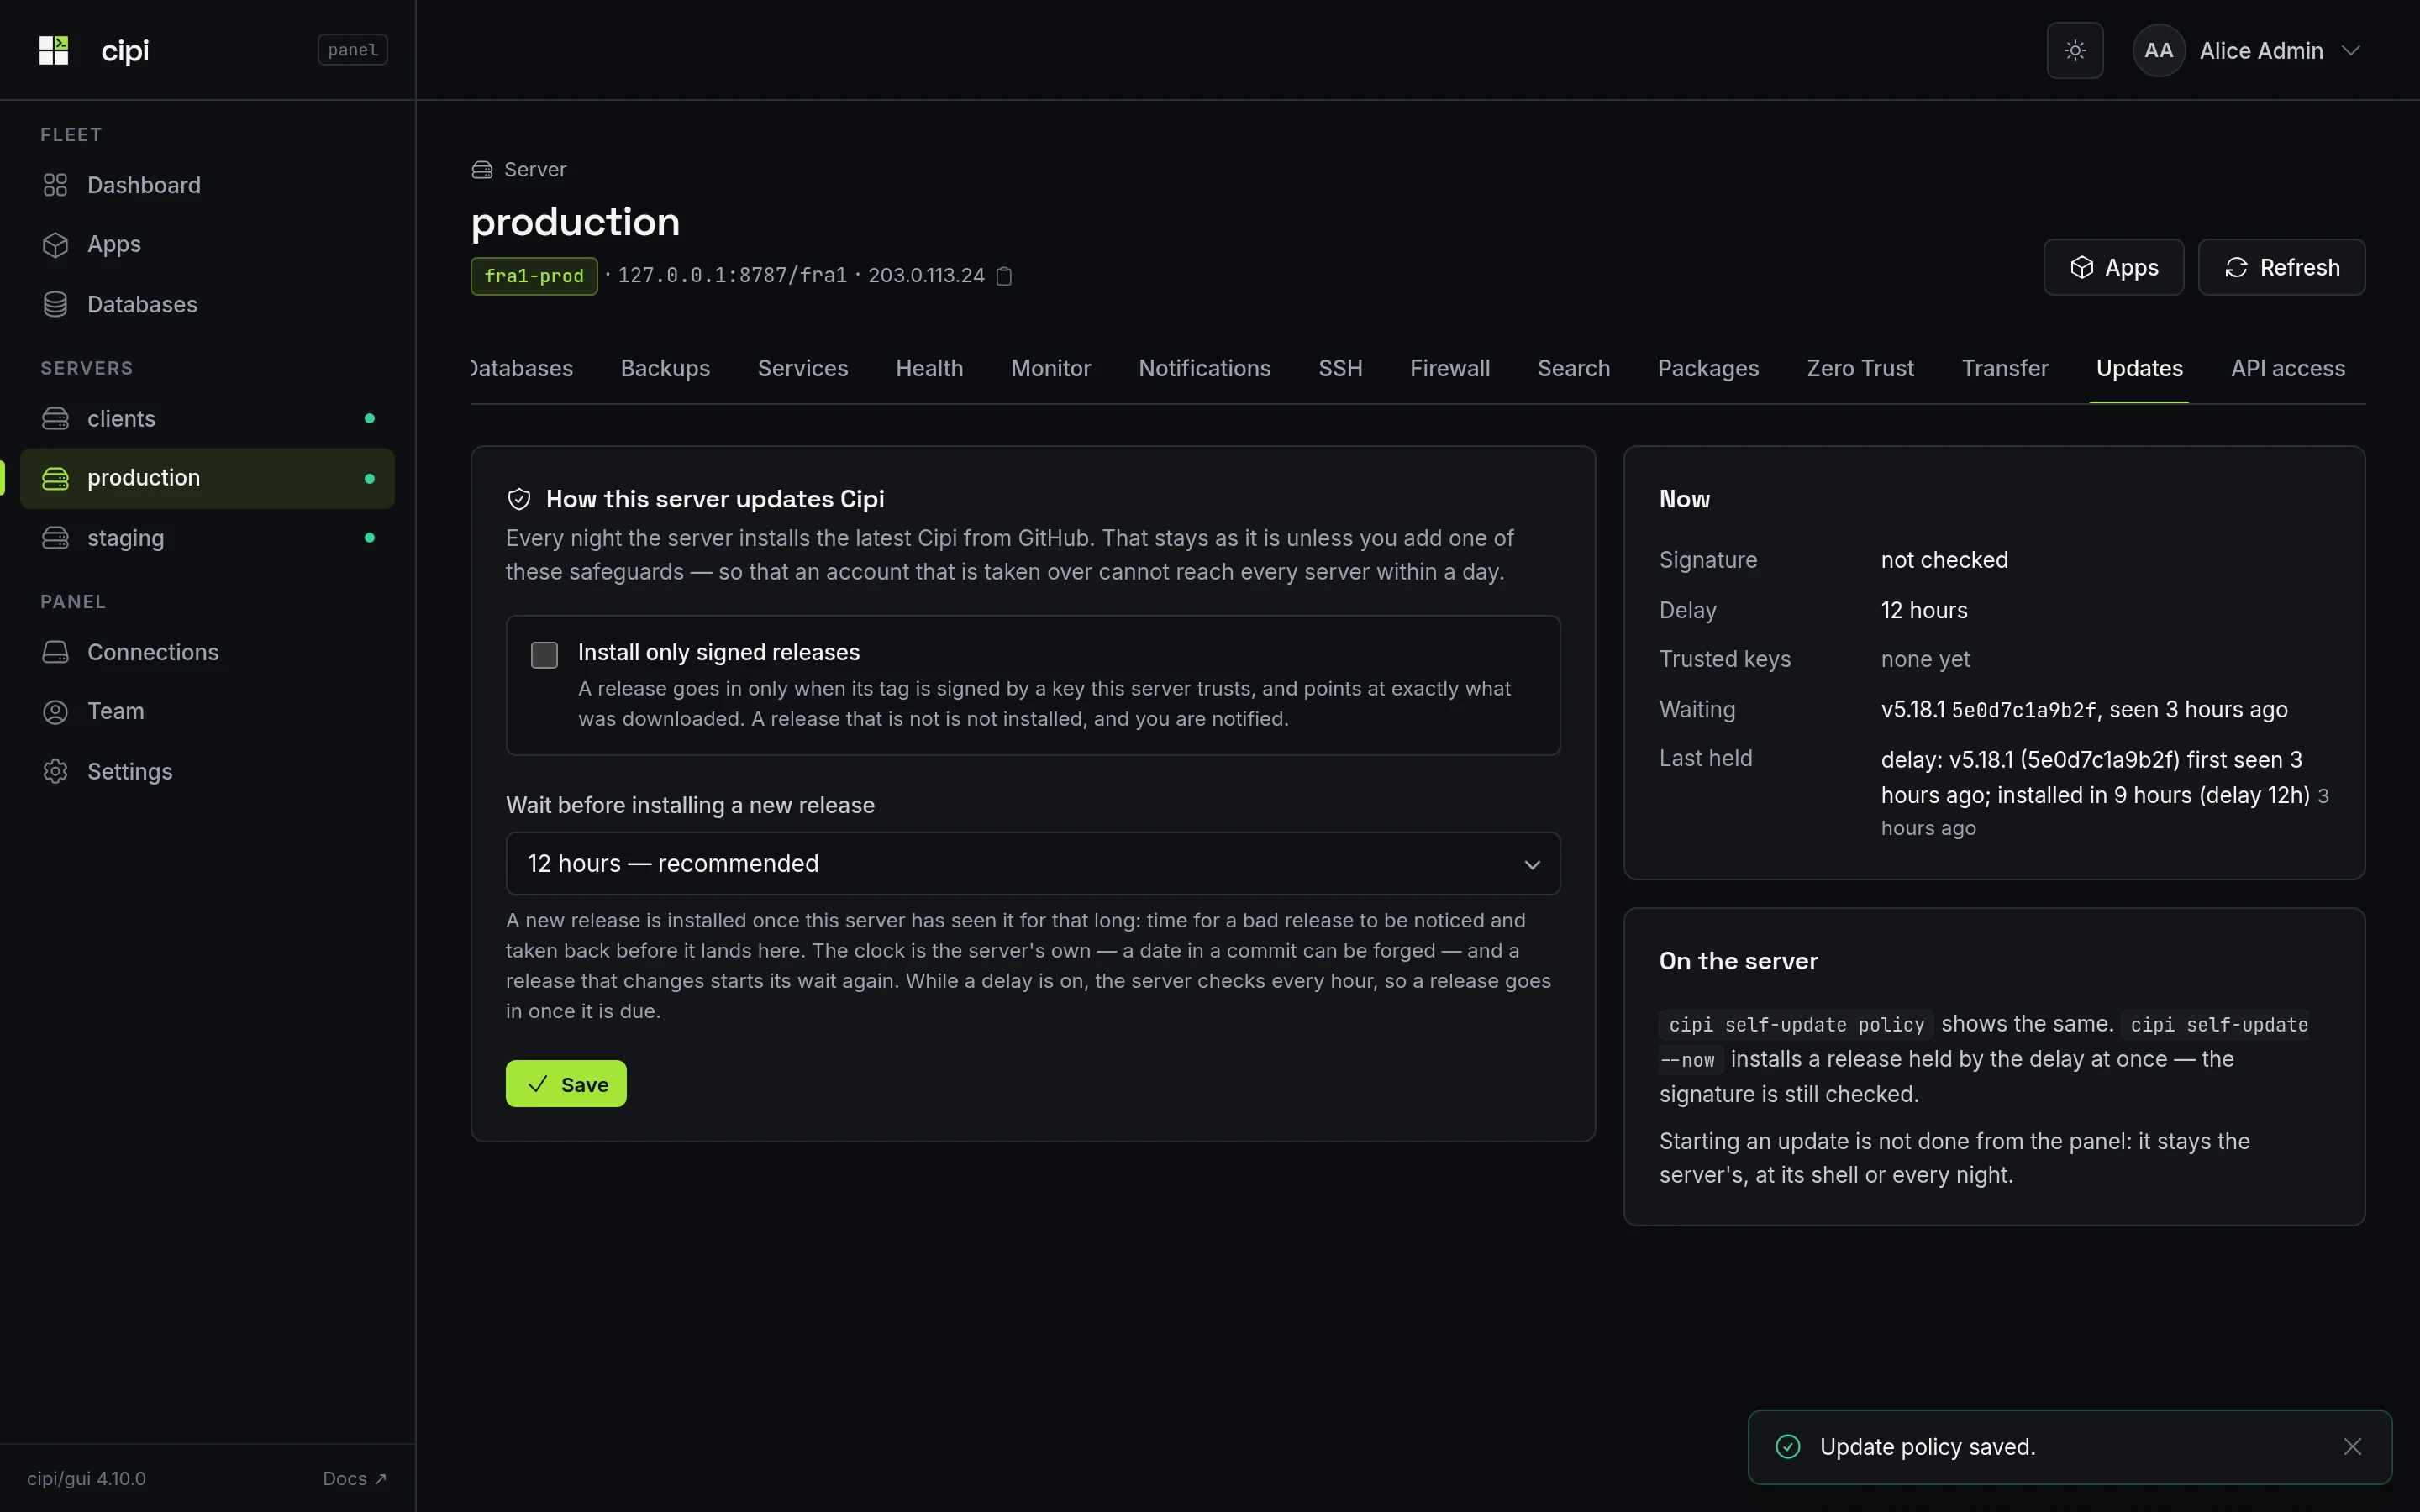 cipi
panel
AA
Alice Admin
FLEET
Dashboard
Apps
Databases
SERVERS
clients
production
staging
PANEL
Connections
Team
Settings
cipi/gui 4.10.0
Docs ↗
Server
production
fra1-prod · 127.0.0.1:8787/fra1 · 203.0.113.24
Apps
Refresh
Databases
Backups
Services
Health
Monitor
Notifications
SSH
Firewall
Search
Packages
Zero Trust
Transfer
Updates
API access
How this server updates Cipi
Every night the server installs the latest Cipi from GitHub. That stays as it is unless you add one of
these safeguards — so that an account that is taken over cannot reach every server within a day.
Install only signed releases
A release goes in only when its tag is signed by a key this server trusts, and points at exactly what
was downloaded. A release that is not is not installed, and you are notified.
Wait before installing a new release
12 hours — recommended
A new release is installed once this server has seen it for that long: time for a bad release to be noticed and
taken back before it lands here. The clock is the server's own — a date in a commit can be forged — and a
release that changes starts its wait again. While a delay is on, the server checks every hour, so a release goes
in once it is due.
Save
Now
Signature not checked
Delay 12 hours
Trusted keys none yet
Waiting v5.18.1 5e0d7c1a9b2f, seen 3 hours ago
Last held delay: v5.18.1 (5e0d7c1a9b2f) first seen 3
hours ago; installed in 9 hours (delay 12h) 3
hours ago
On the server
cipi self-update policy shows the same. cipi self-update
--now installs a release held by the delay at once — the
signature is still checked.
Starting an update is not done from the panel: it stays the
server's, at its shell or every night.
Update policy saved.